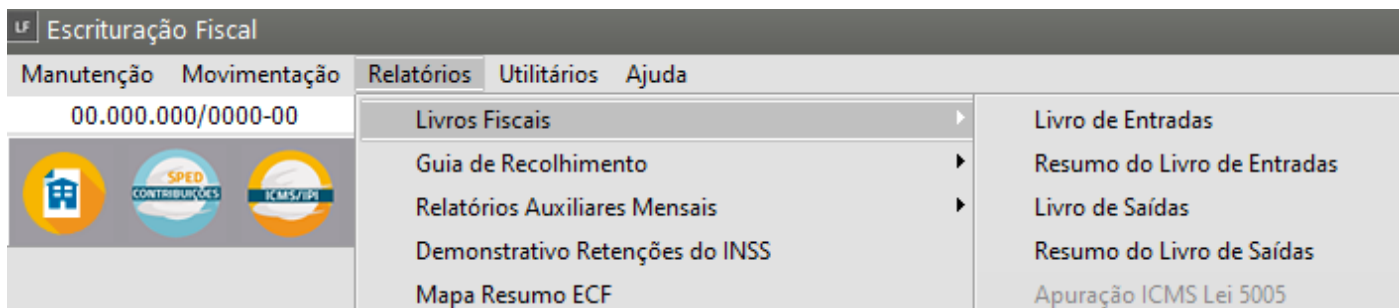 LF Escrituração Fiscal
Manutenção Movimentação Relatórios Utilitários Ajuda
00.000.000/0000-00
SPED
CONTRIBUIÇÕES
ICMS/IPI
Livros Fiscais
Guia de Recolhimento
Relatórios Auxiliares Mensais
Demonstrativo Retenções do INSS
Mapa Resumo ECF
Livro de Entradas
Resumo do Livro de Entradas
Livro de Saídas
Resumo do Livro de Saídas
Apuração ICMS Lei 5005